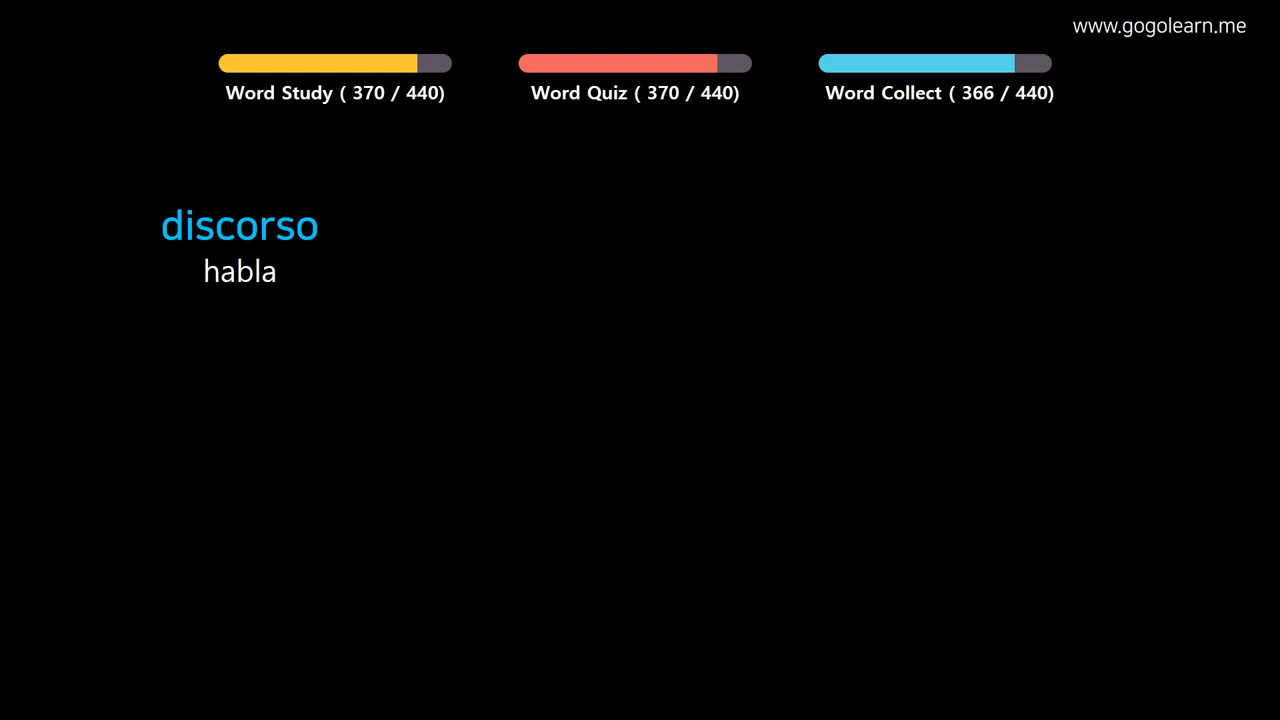 www.gogolearn.me
Word Study ( 370 / 440)
Word Quiz ( 370 / 440)
Word Collect ( 366 / 440)
discorso
habla